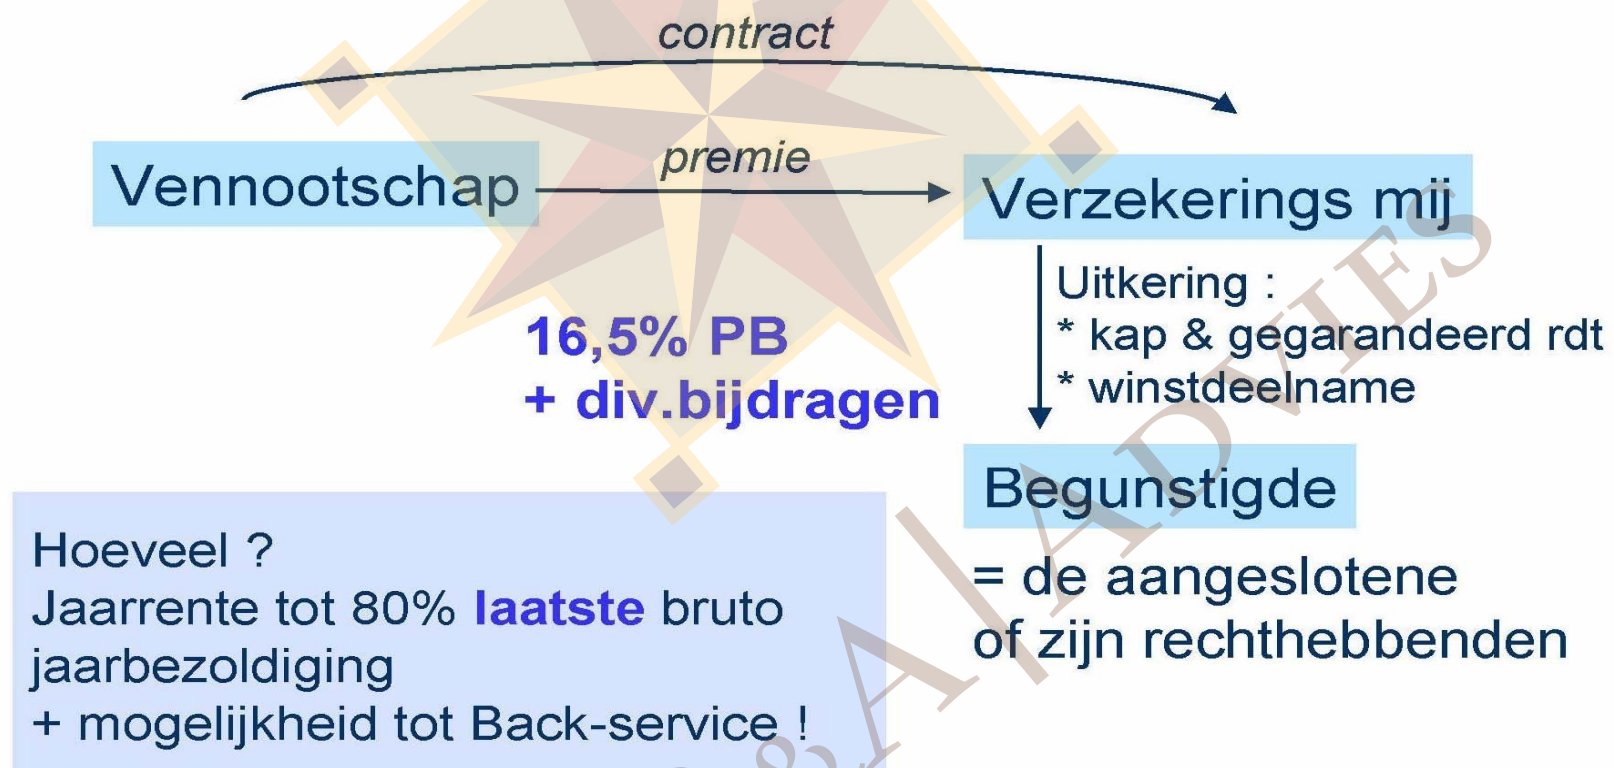 contract
Vennootschap
premie
Verzekerings mij
Uitkering :
* kap & gegarandeerd rdt
* winstdeelname
16,5% PB
+ div.bijdragen
Begunstigde
= de aangeslotene
of zijn rechthebbenden
Hoeveel ?
Jaarrente tot 80% laatste bruto
jaarbezoldiging
+ mogelijkheid tot Back-service !
&A|ADVIES